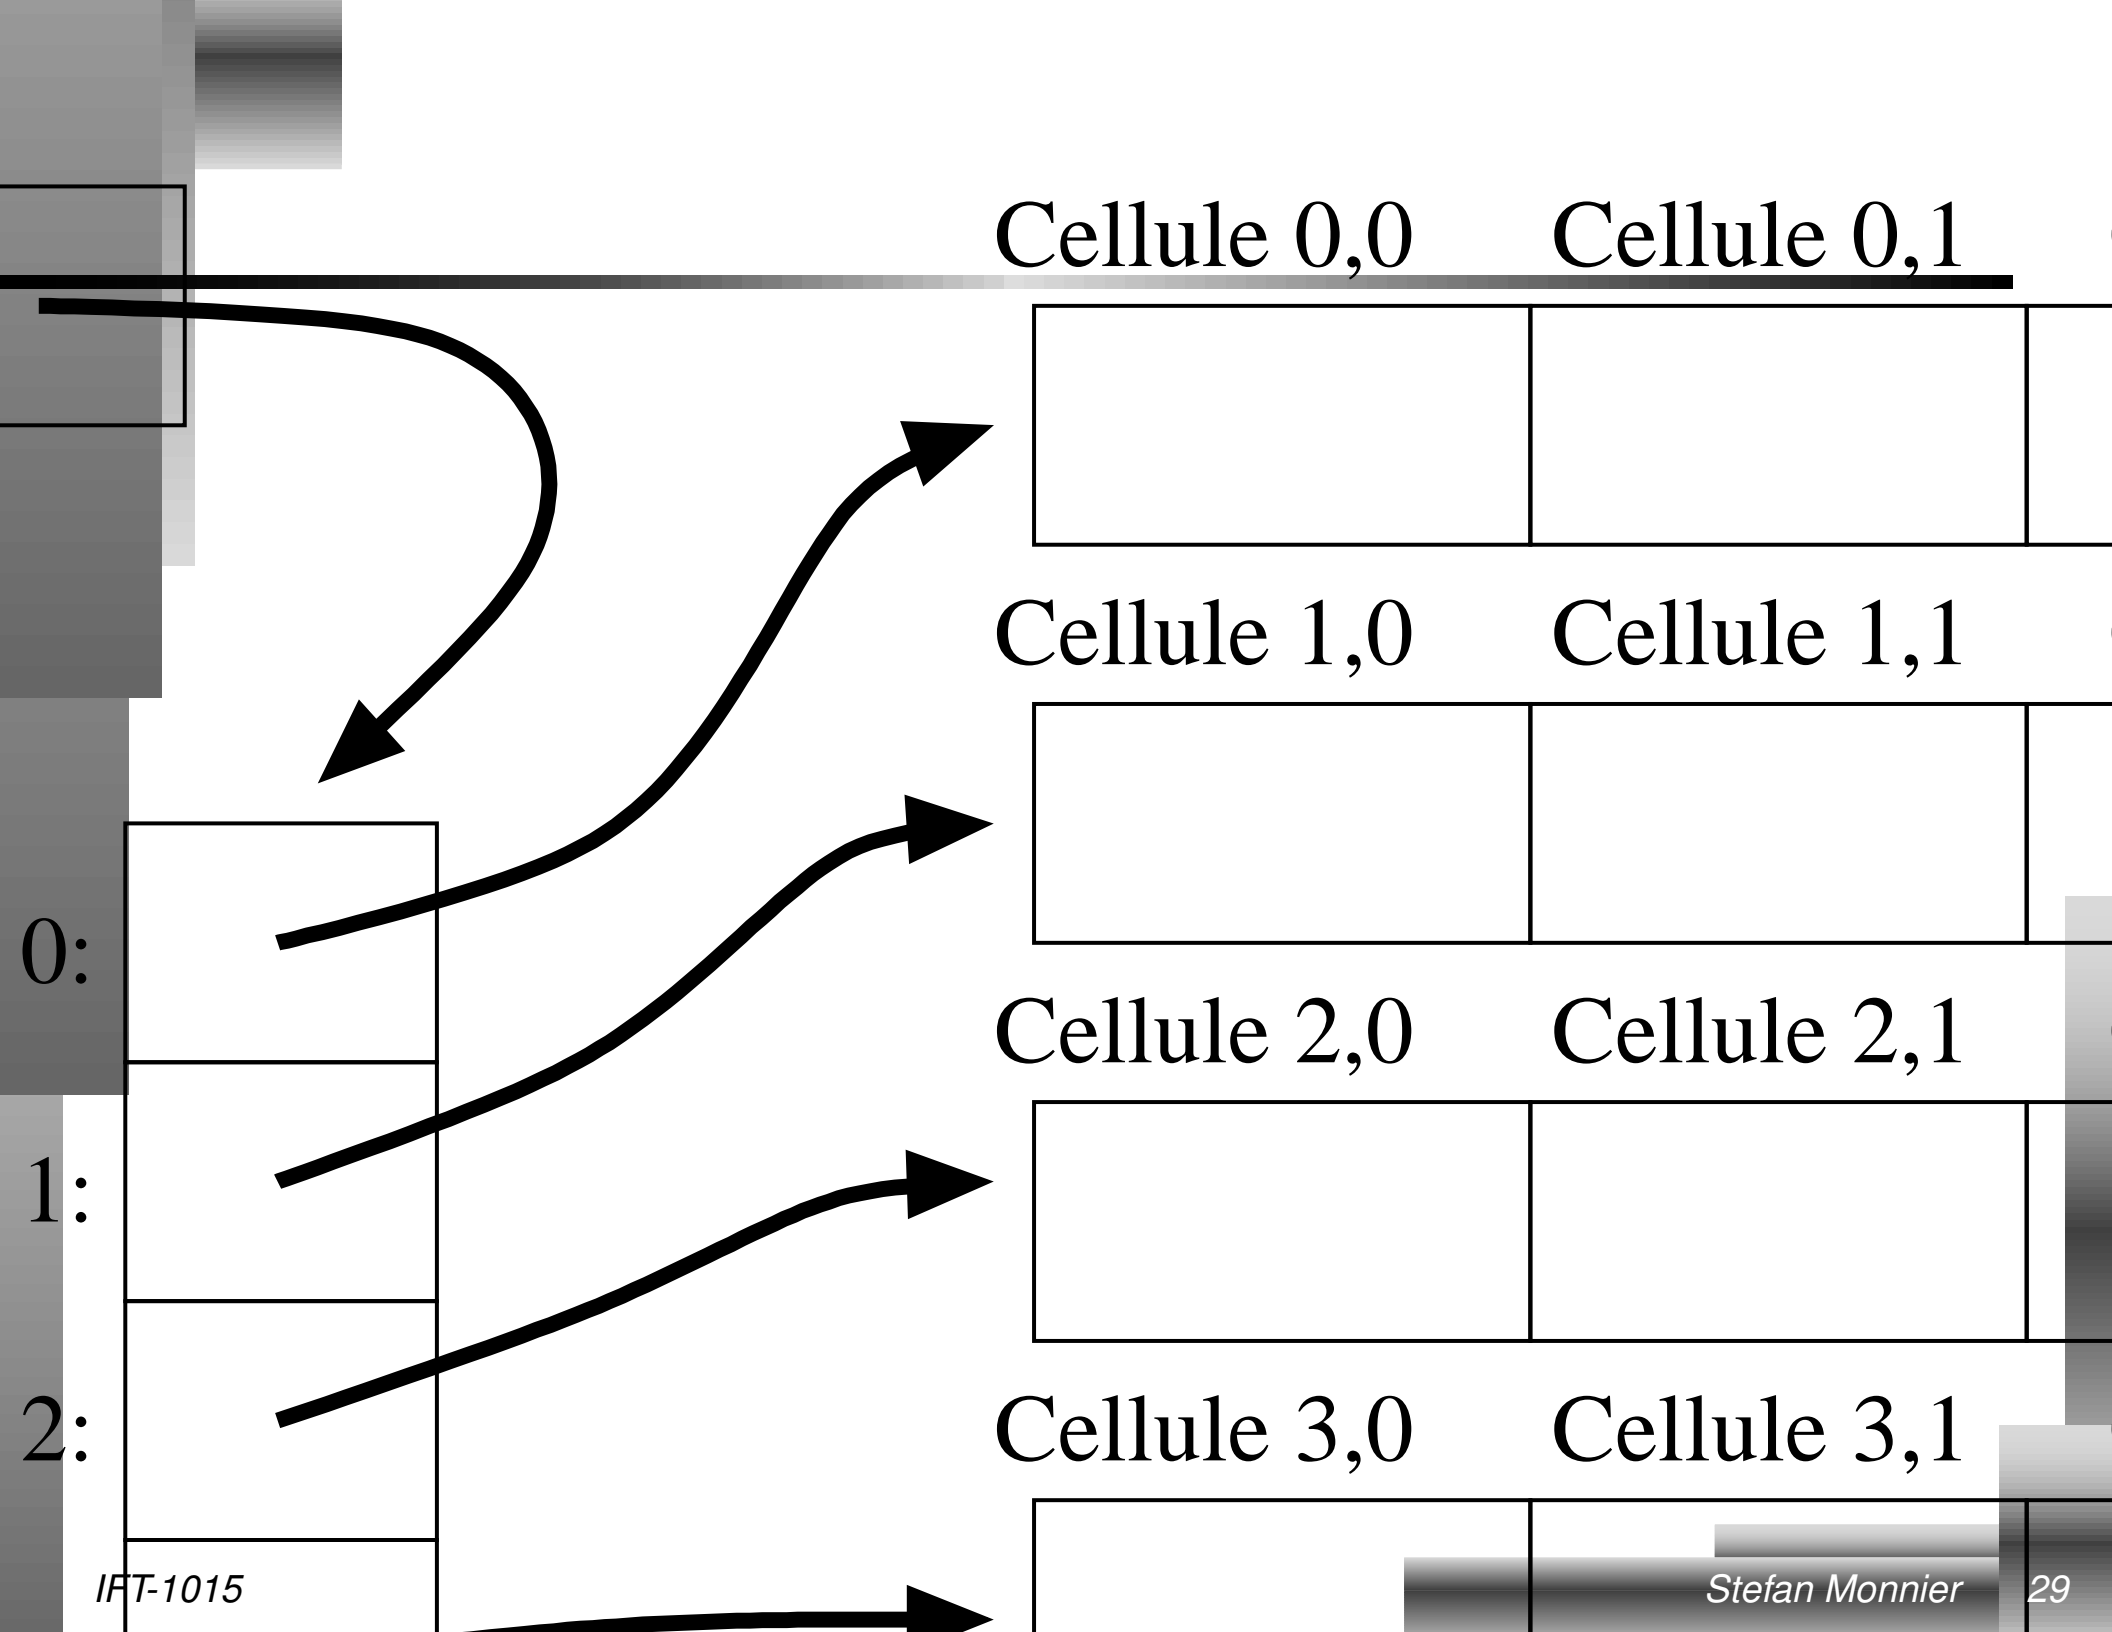 Cellule 0,0 Cellule 0,1
Cellule 1,0 Cellule 1,1
0:
Cellule 2,0 Cellule 2,1
1:
2: Cellule 3,0 Cellule 3,1
IFT-1015 Stefan Monnier 29